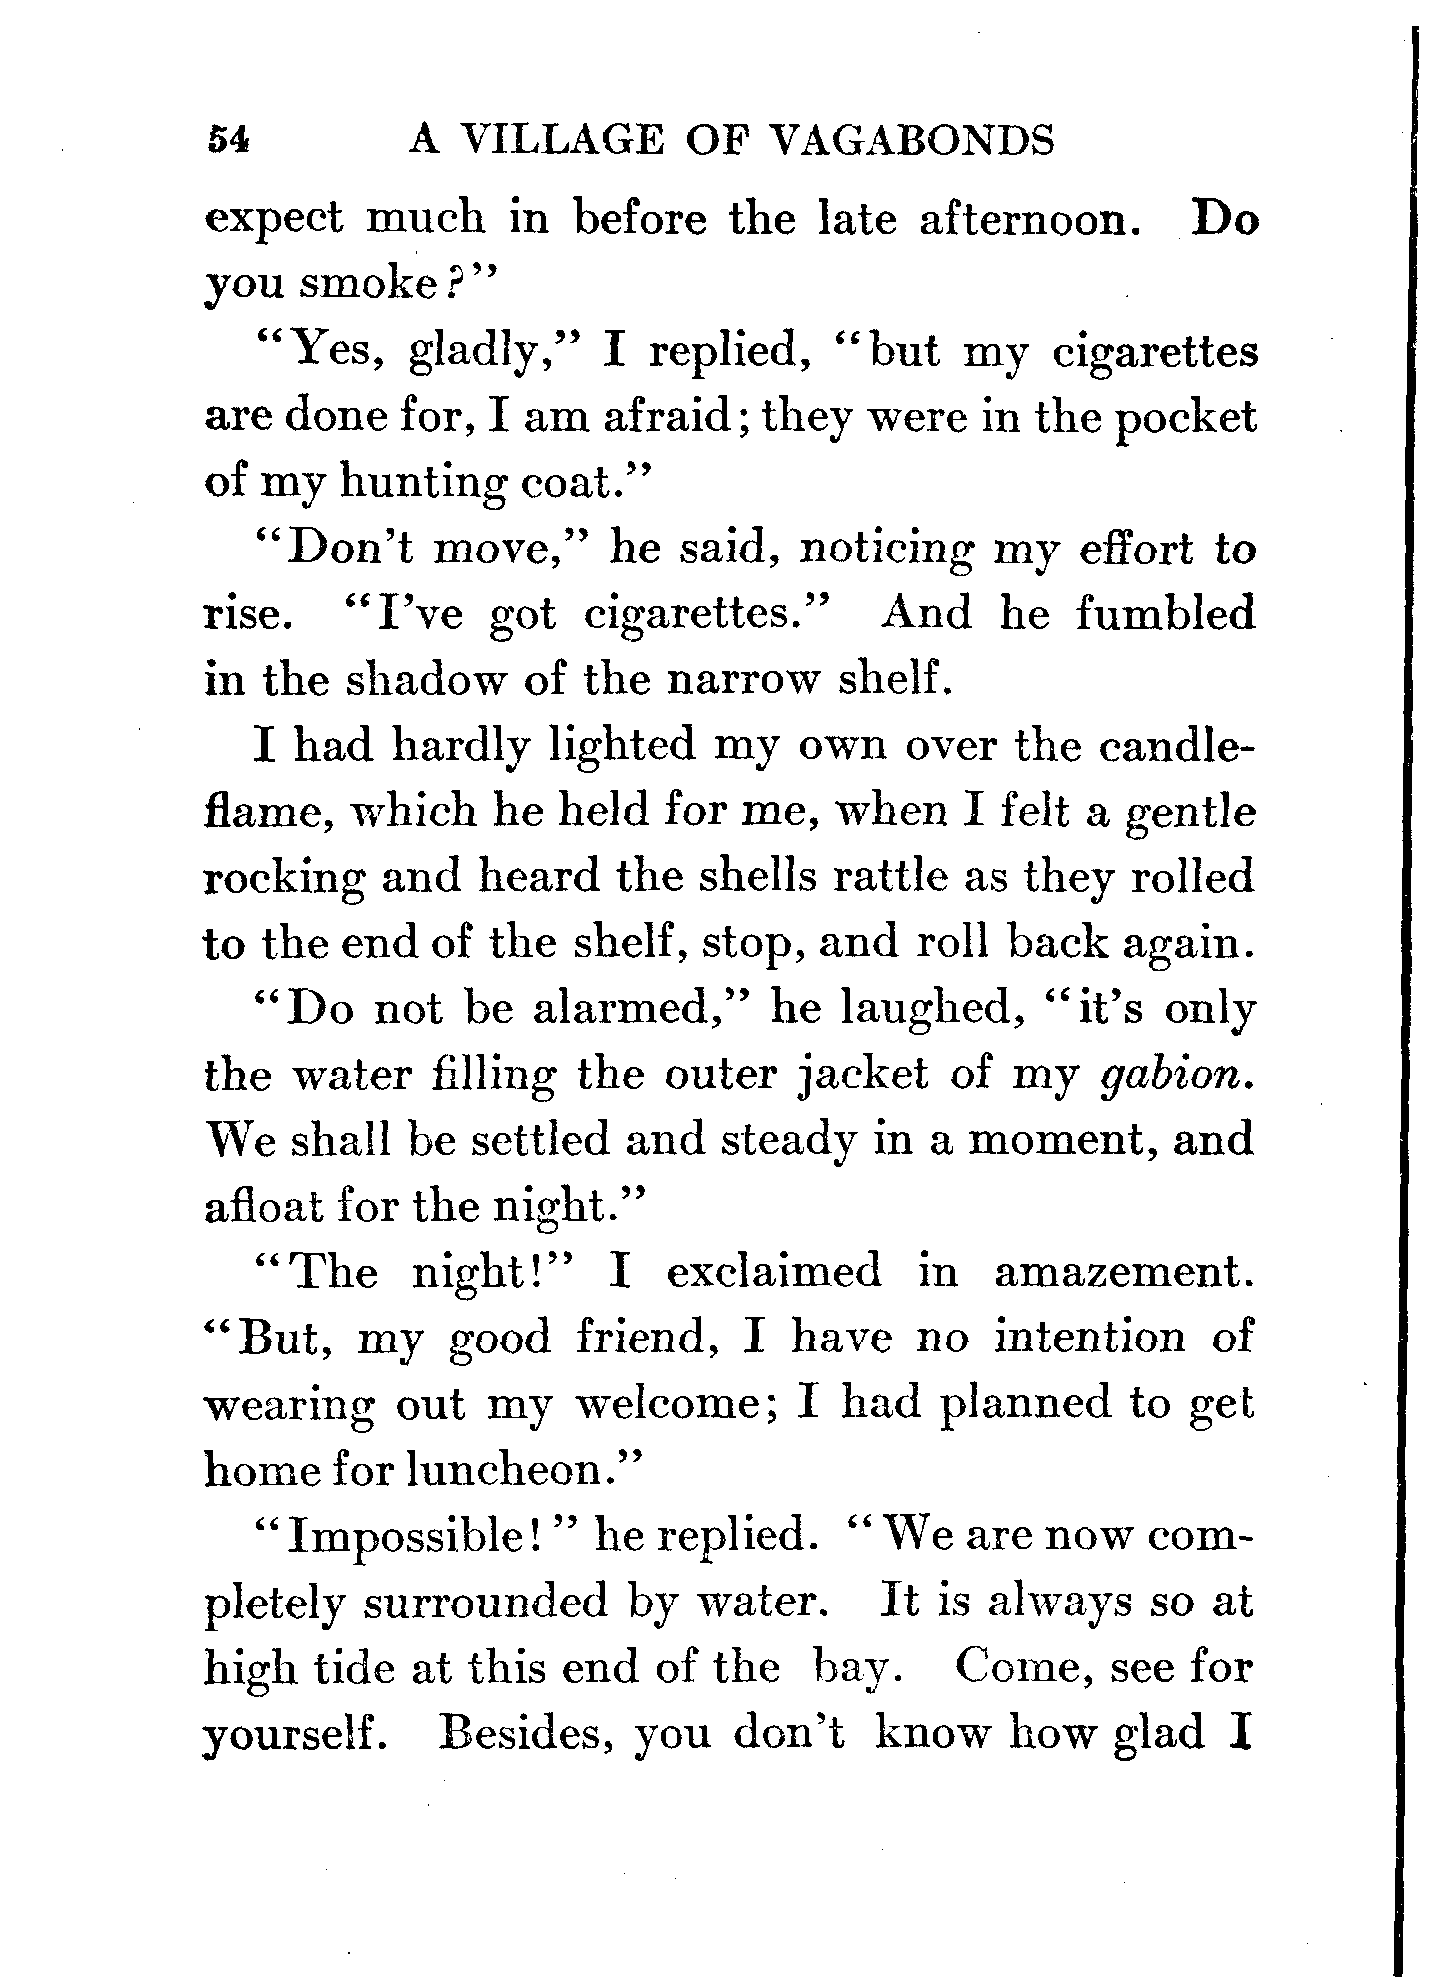 54 A VILLAGE OF VAGABONDS
expect much in before the late afternoon. Do
you smoke?"
"Yes, gladly," I replied, "but my cigarettes
are done for, I am afraid; they were in the pocket
of my hunting coat."
"Don't move," he said, noticing my effort to
rise. "I've got cigarettes." And he fumbled
in the shadow of the narrow shelf.
I had hardly lighted my own over the candle-
flame, which he held for me, when I felt a gentle
rocking and heard the shells rattle as they rolled
to the end of the shelf, stop, and roll back again.
"Do not be alarmed," he laughed, "it's only
the water filling the outer jacket of my gabion.
We shall be settled and steady in a moment, and
afloat for the night."
"The night!" I exclaimed in amazement.
"But, my good friend, I have no intention of
wearing out my welcome; I had planned to get
home for luncheon."
"Impossible!" he replied. "We are now com-
pletely surrounded by water. It is always so at
high tide at this end of the bay. Come, see for
yourself. Besides, you don't know how glad I